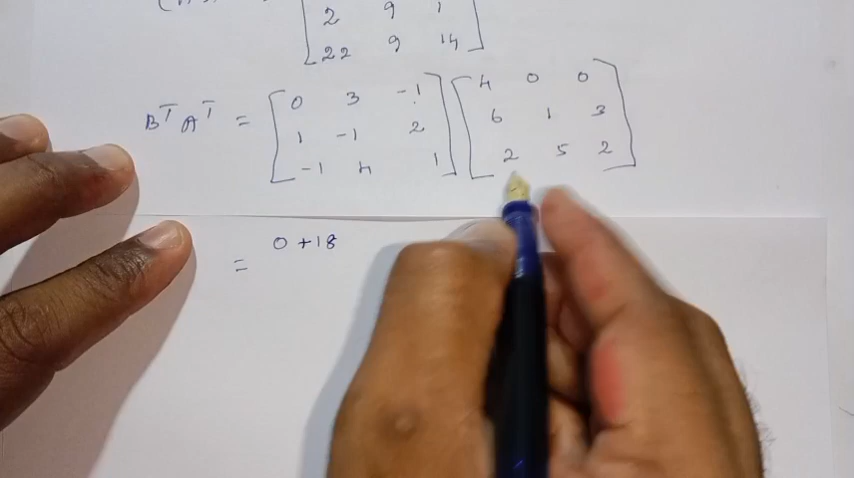 2 9 1
22 9 14
B^T A^T = [0 3 -1] [4 0 0]
[1 -1 2] [6 1 3]
[-1 4 1] [2 5 2]
= 0 + 18